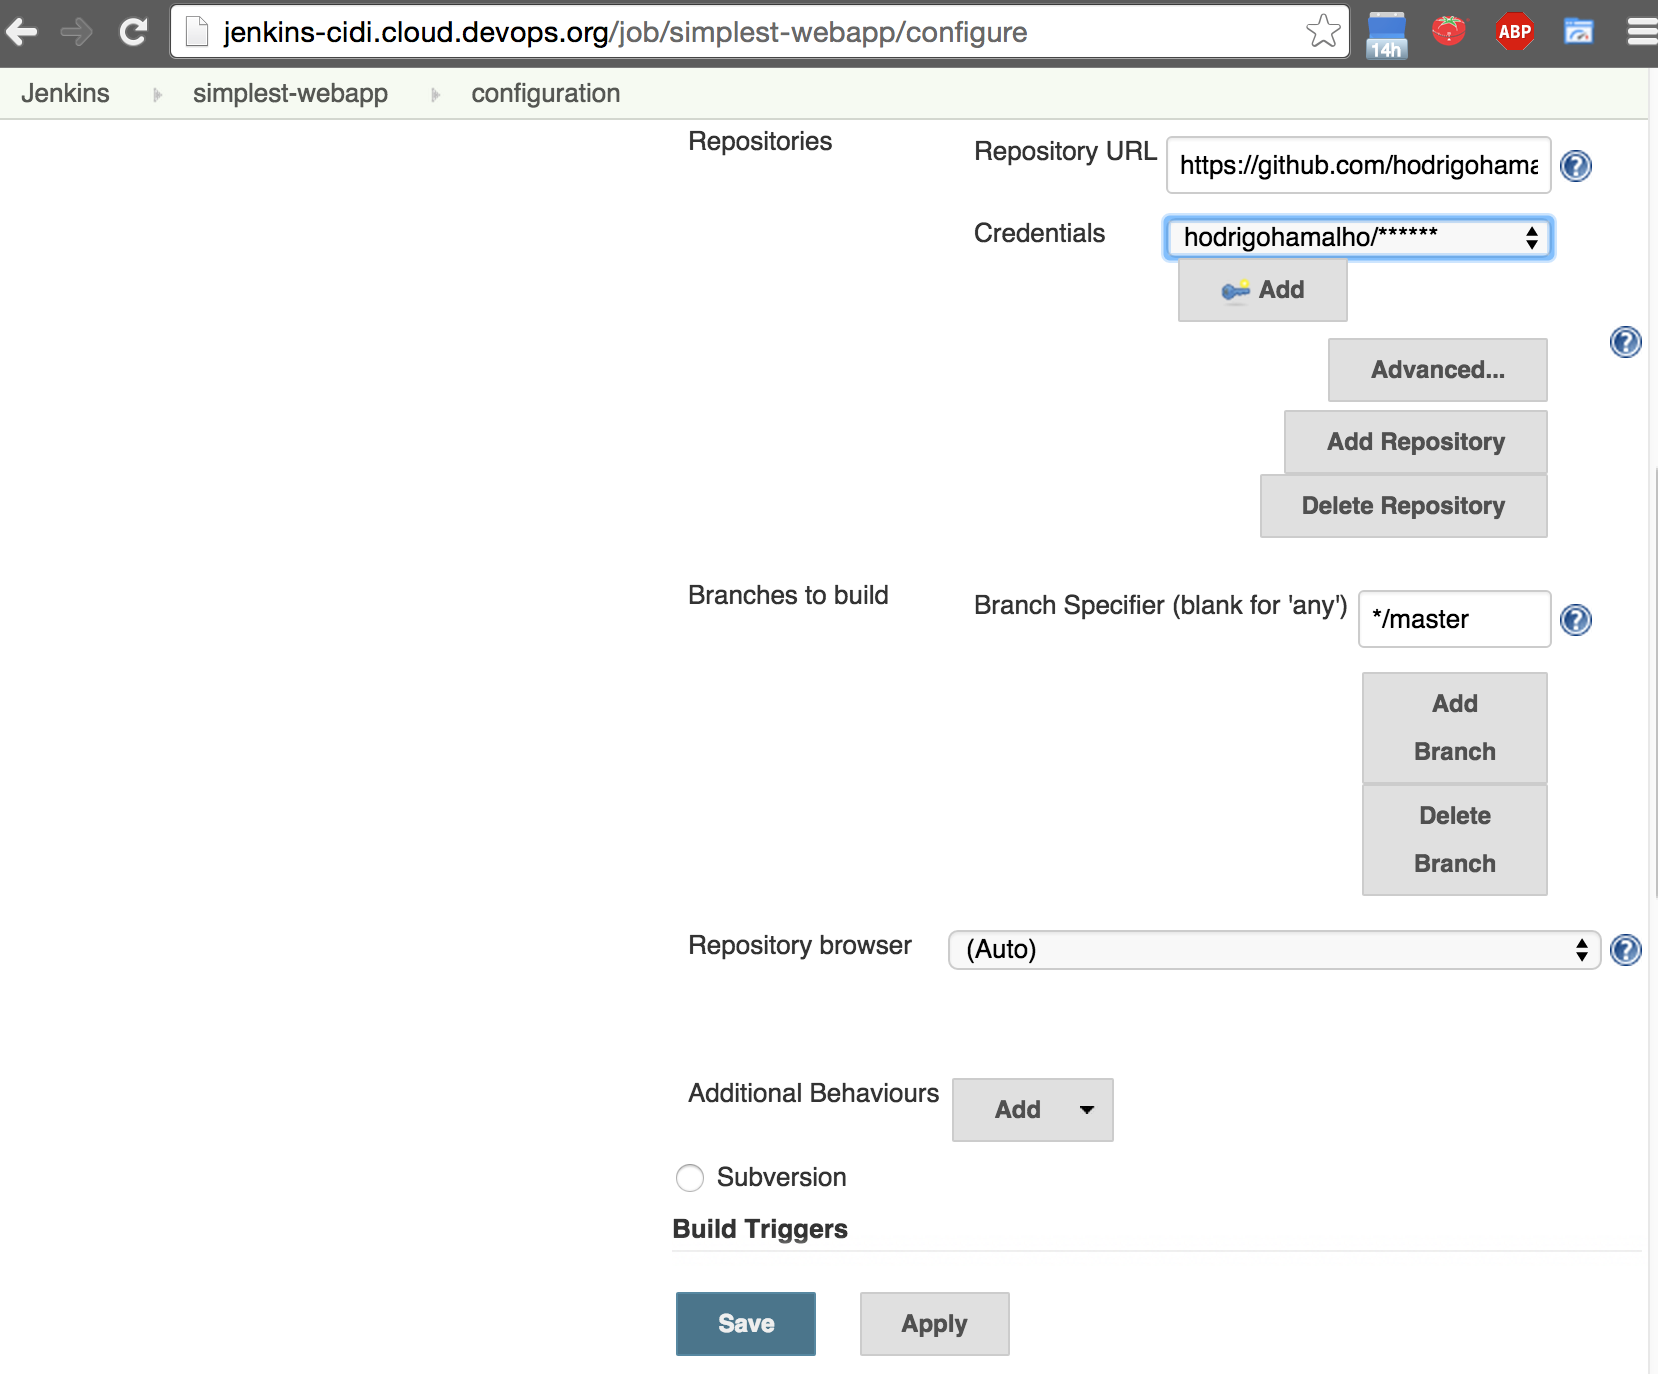 jenkins-cidi.cloud.devops.org/job/simplest-webapp/configure
14h
ABP
Jenkins simplest-webapp configuration
Repositories
Repository URL https://github.com/hodrigohama
Credentials hodrigohamalho/******
Add
Advanced...
Add Repository
Delete Repository
Branches to build
Branch Specifier (blank for 'any') */master
Add
Branch
Delete
Branch
Repository browser (Auto)
Additional Behaviours Add
Subversion
Build Triggers
Save Apply